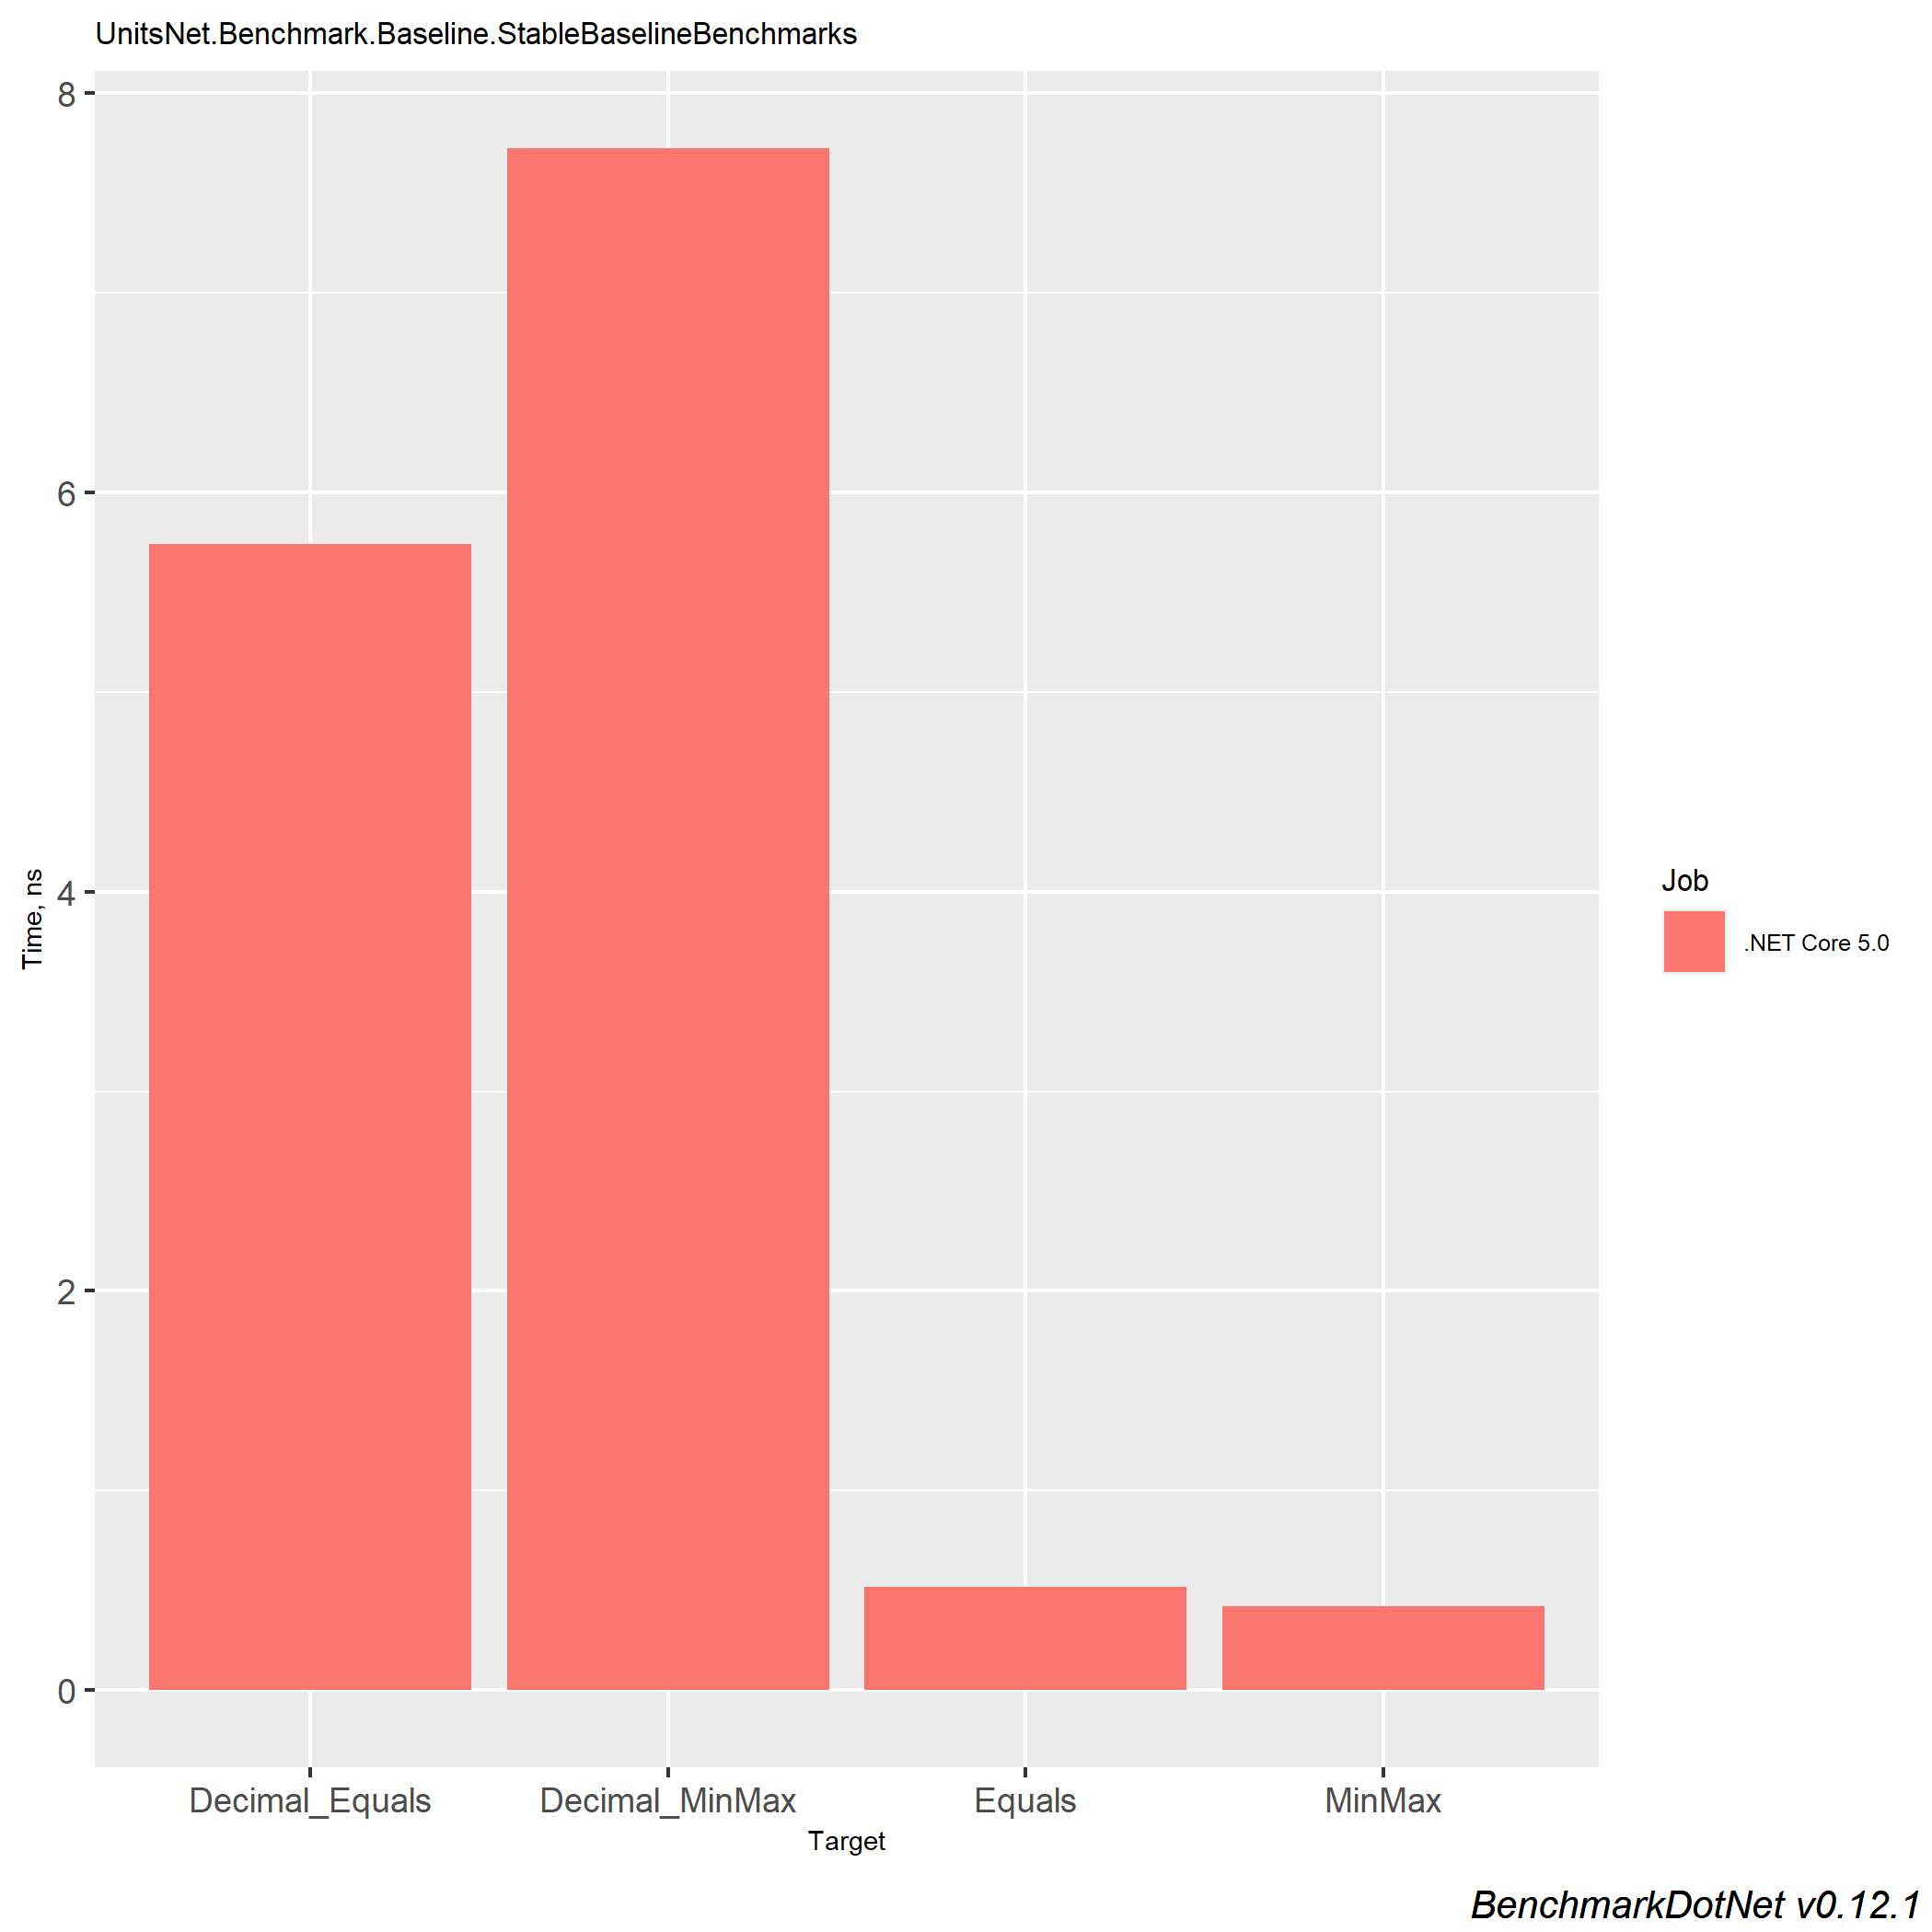 UnitsNet.Benchmark.Baseline.StableBaselineBenchmarks
8
6
4
2
0
Time, ns
Decimal_Equals
Decimal_MinMax
Equals
MinMax
Target
Job
.NET Core 5.0
BenchmarkDotNet v0.12.1